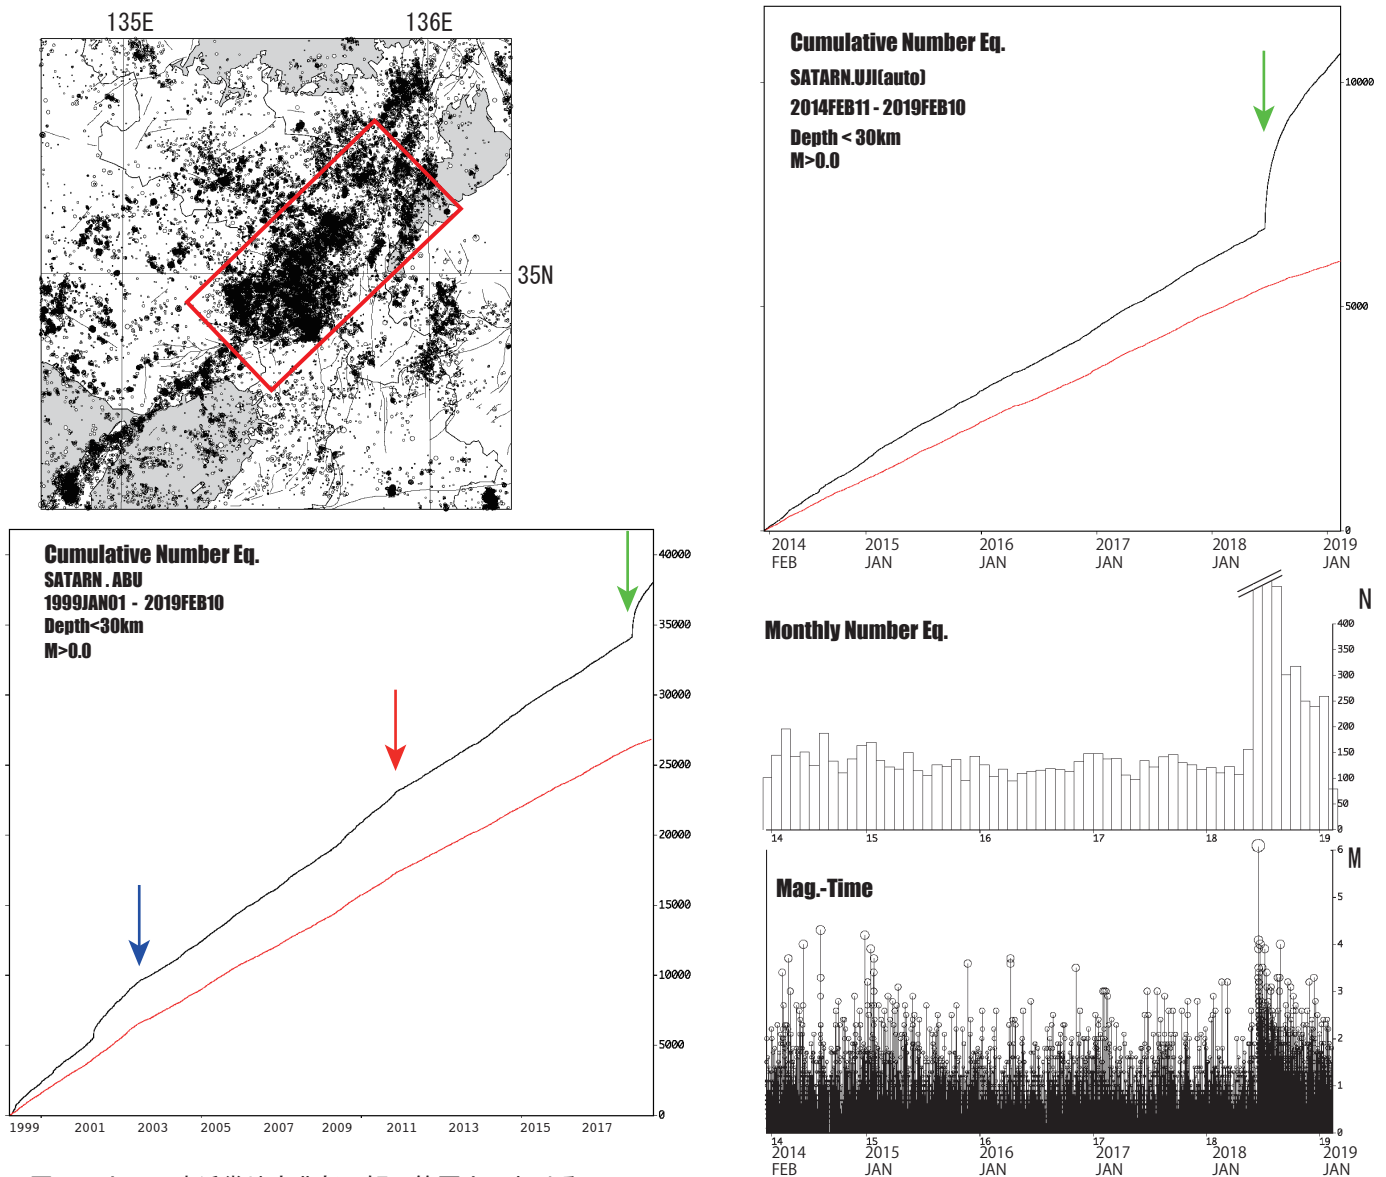 135E 136E
35N
Cumulative Number Eq.
SATARN.UJI(auto)
2014FEB11 - 2019FEB10
Depth < 30km
M>0.0
10000
5000
0
2014 2015 2016 2017 2018 2019
FEB JAN JAN JAN JAN JAN
Cumulative Number Eq.
SATARN . ABU
1999JAN01 - 2019FEB10
Depth<30km
M>0.0
40000
35000
30000
25000
20000
15000
10000
5000
0
1999 2001 2003 2005 2007 2009 2011 2013 2015 2017
Monthly Number Eq.
N
400
350
300
250
200
150
100
50
0
14 15 16 17 18 19
Mag.-Time
M
6
5
4
3
2
1
0
14 15 16 17 18 19
2014 2015 2016 2017 2018 2019
FEB JAN JAN JAN JAN JAN